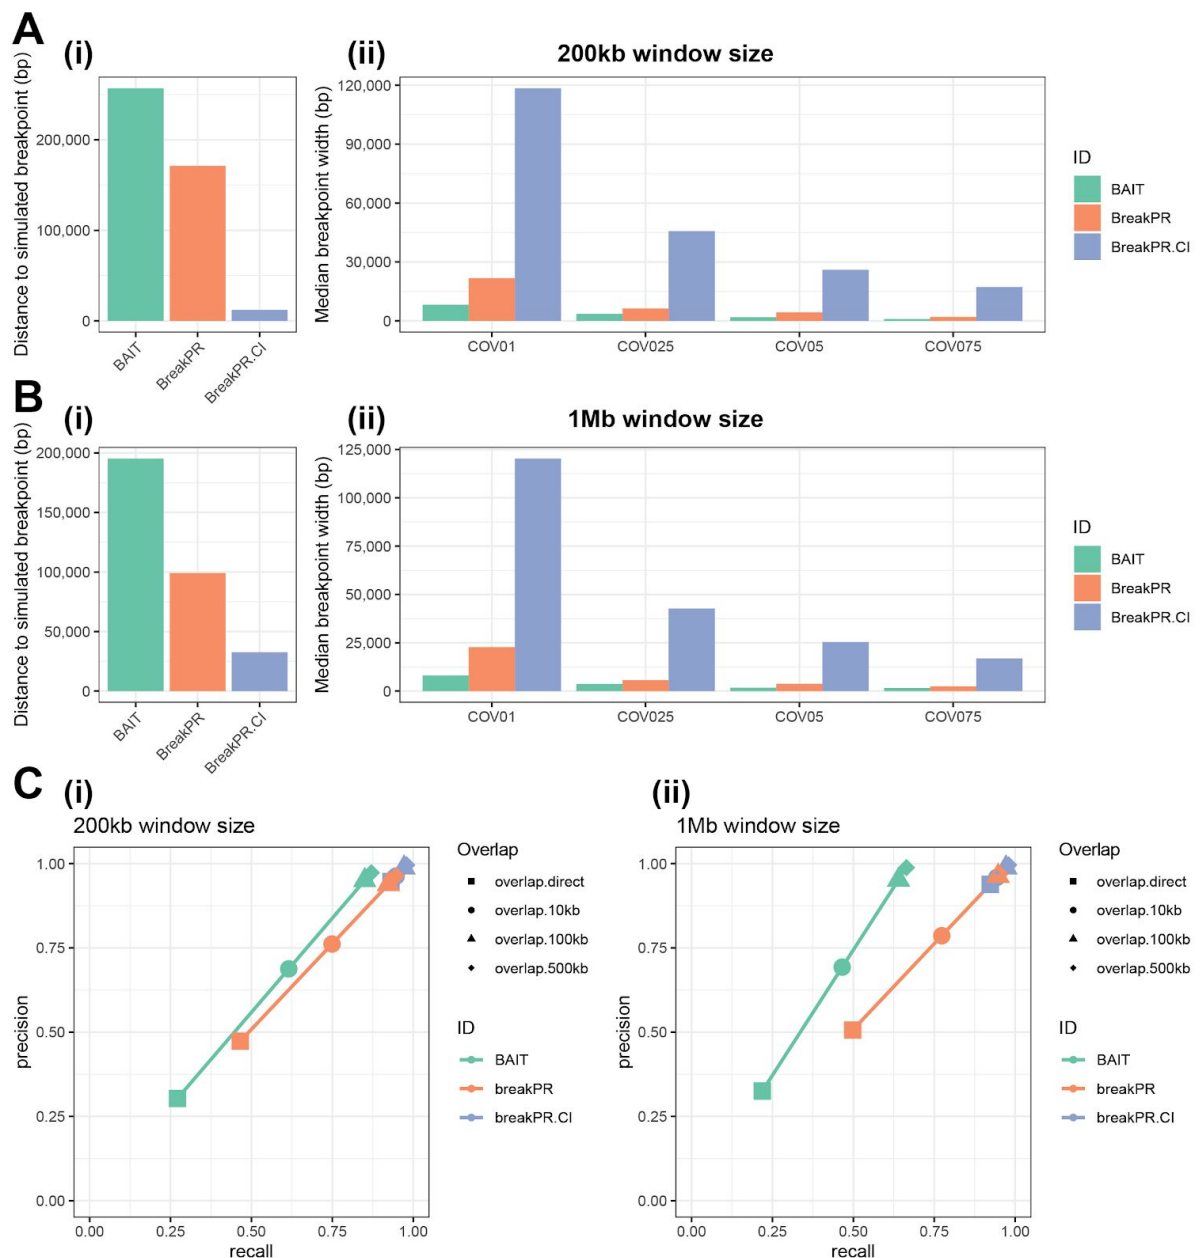 A
(i)
(ii)
200kb window size
Distance to simulated breakpoint (bp)
200,000
100,000
0
BAIT
BreakPR
BreakPR.CI
Median breakpoint width (bp)
120,000
90,000
60,000
30,000
0
COV01
COV025
COV05
COV075
ID
BAIT
BreakPR
BreakPR.CI
B
(i)
(ii)
1Mb window size
Distance to simulated breakpoint (bp)
200,000
150,000
100,000
50,000
0
BAIT
BreakPR
BreakPR.CI
Median breakpoint width (bp)
125,000
100,000
75,000
50,000
25,000
0
COV01
COV025
COV05
COV075
ID
BAIT
BreakPR
BreakPR.CI
C
(i)
200kb window size
precision
1.00
0.75
0.50
0.25
0.00
0.00
0.25
0.50
0.75
1.00
recall
Overlap
overlap.direct
overlap.10kb
overlap.100kb
overlap.500kb
ID
BAIT
breakPR
breakPR.CI
(ii)
1Mb window size
precision
1.00
0.75
0.50
0.25
0.00
0.00
0.25
0.50
0.75
1.00
recall
Overlap
overlap.direct
overlap.10kb
overlap.100kb
overlap.500kb
ID
BAIT
breakPR
breakPR.CI